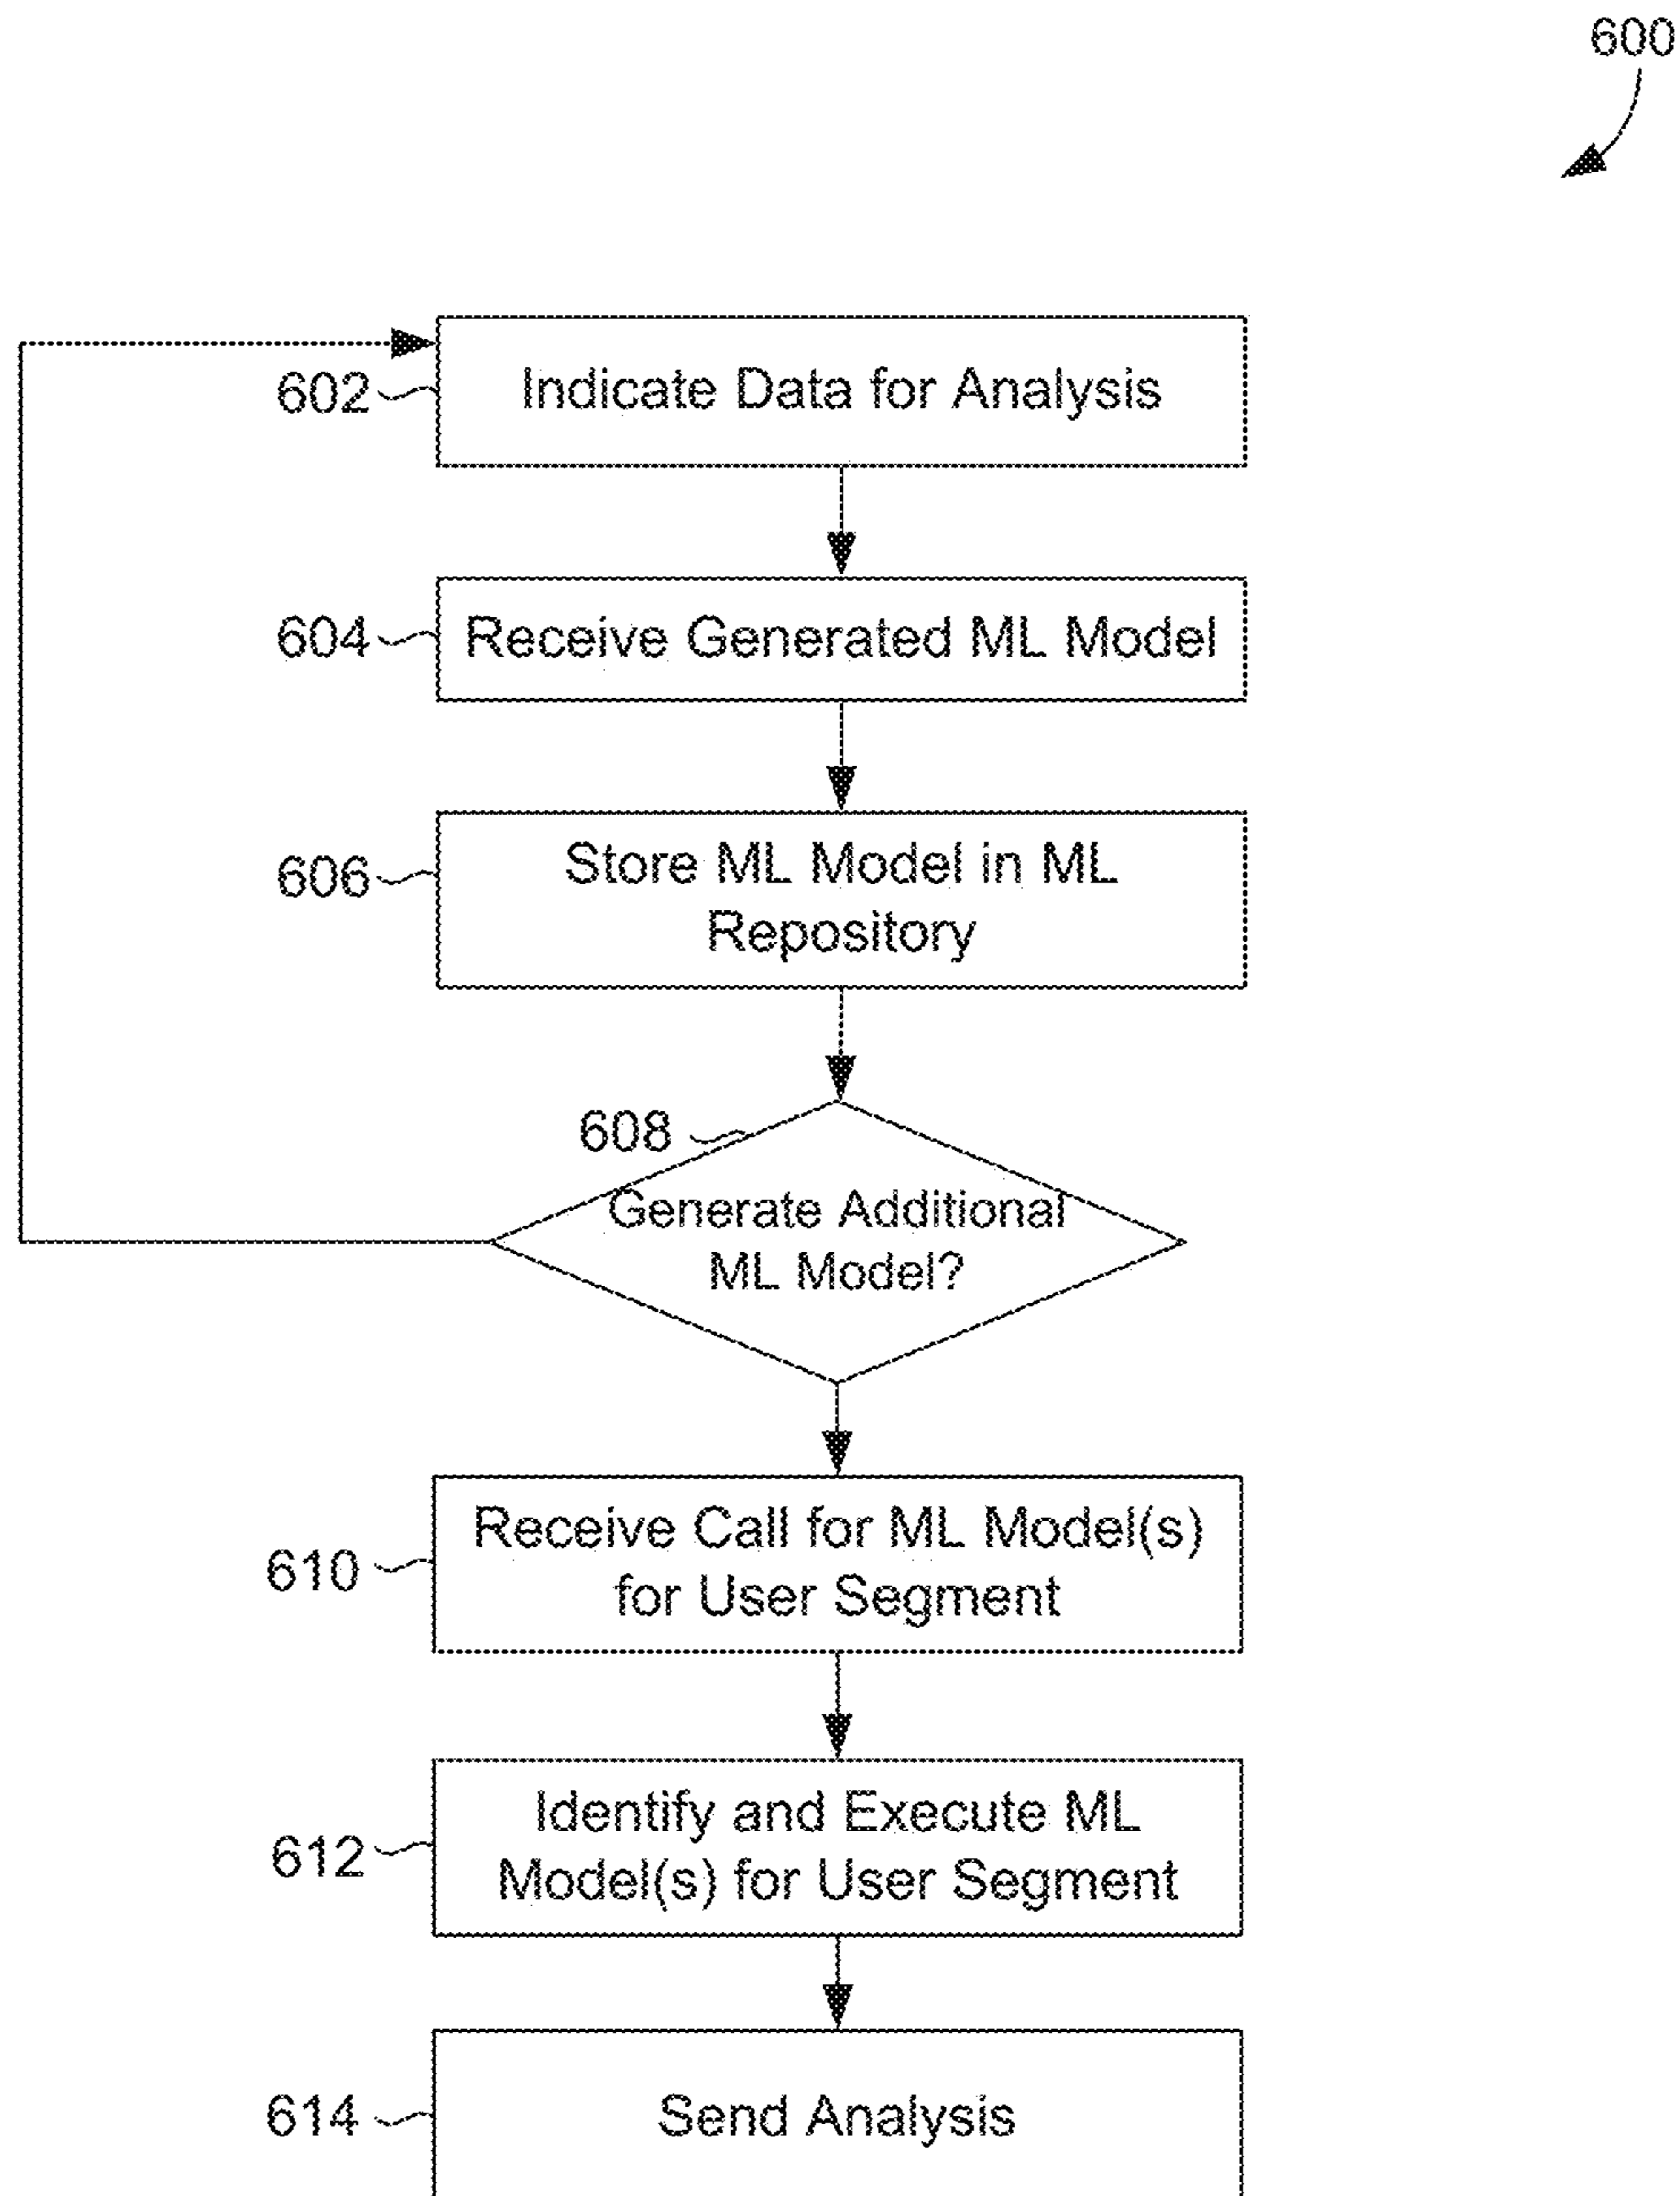 600
602
Indicate Data for Analysis
604
Receive Generated ML Model
606
Store ML Model in ML
Repository
608
Generate Additional
ML Model?
610
Receive Call for ML Model(s)
for User Segment
612
Identify and Execute ML
Model(s) for User Segment
614
Send Analysis